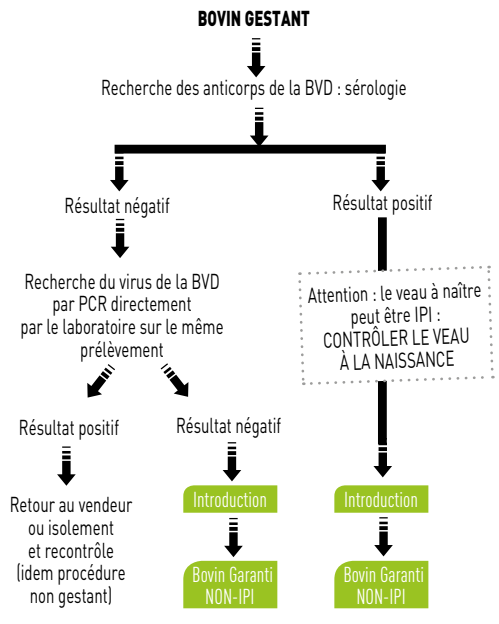 BOVIN GESTANT
Recherche des anticorps de la BVD : sérologie
Résultat négatif
Résultat positif
Recherche du virus de la BVD
par PCR directement
par le laboratoire sur le même
prélèvement
Attention : le veau à naître
peut être IPI :
CONTRÔLER LE VEAU
À LA NAISSANCE
Résultat positif
Résultat négatif
Retour au vendeur
ou isolement
et recontrôle
(idem procédure
non gestant)
Introduction
Introduction
Bovin Garanti
NON-IPI
Bovin Garanti
NON-IPI